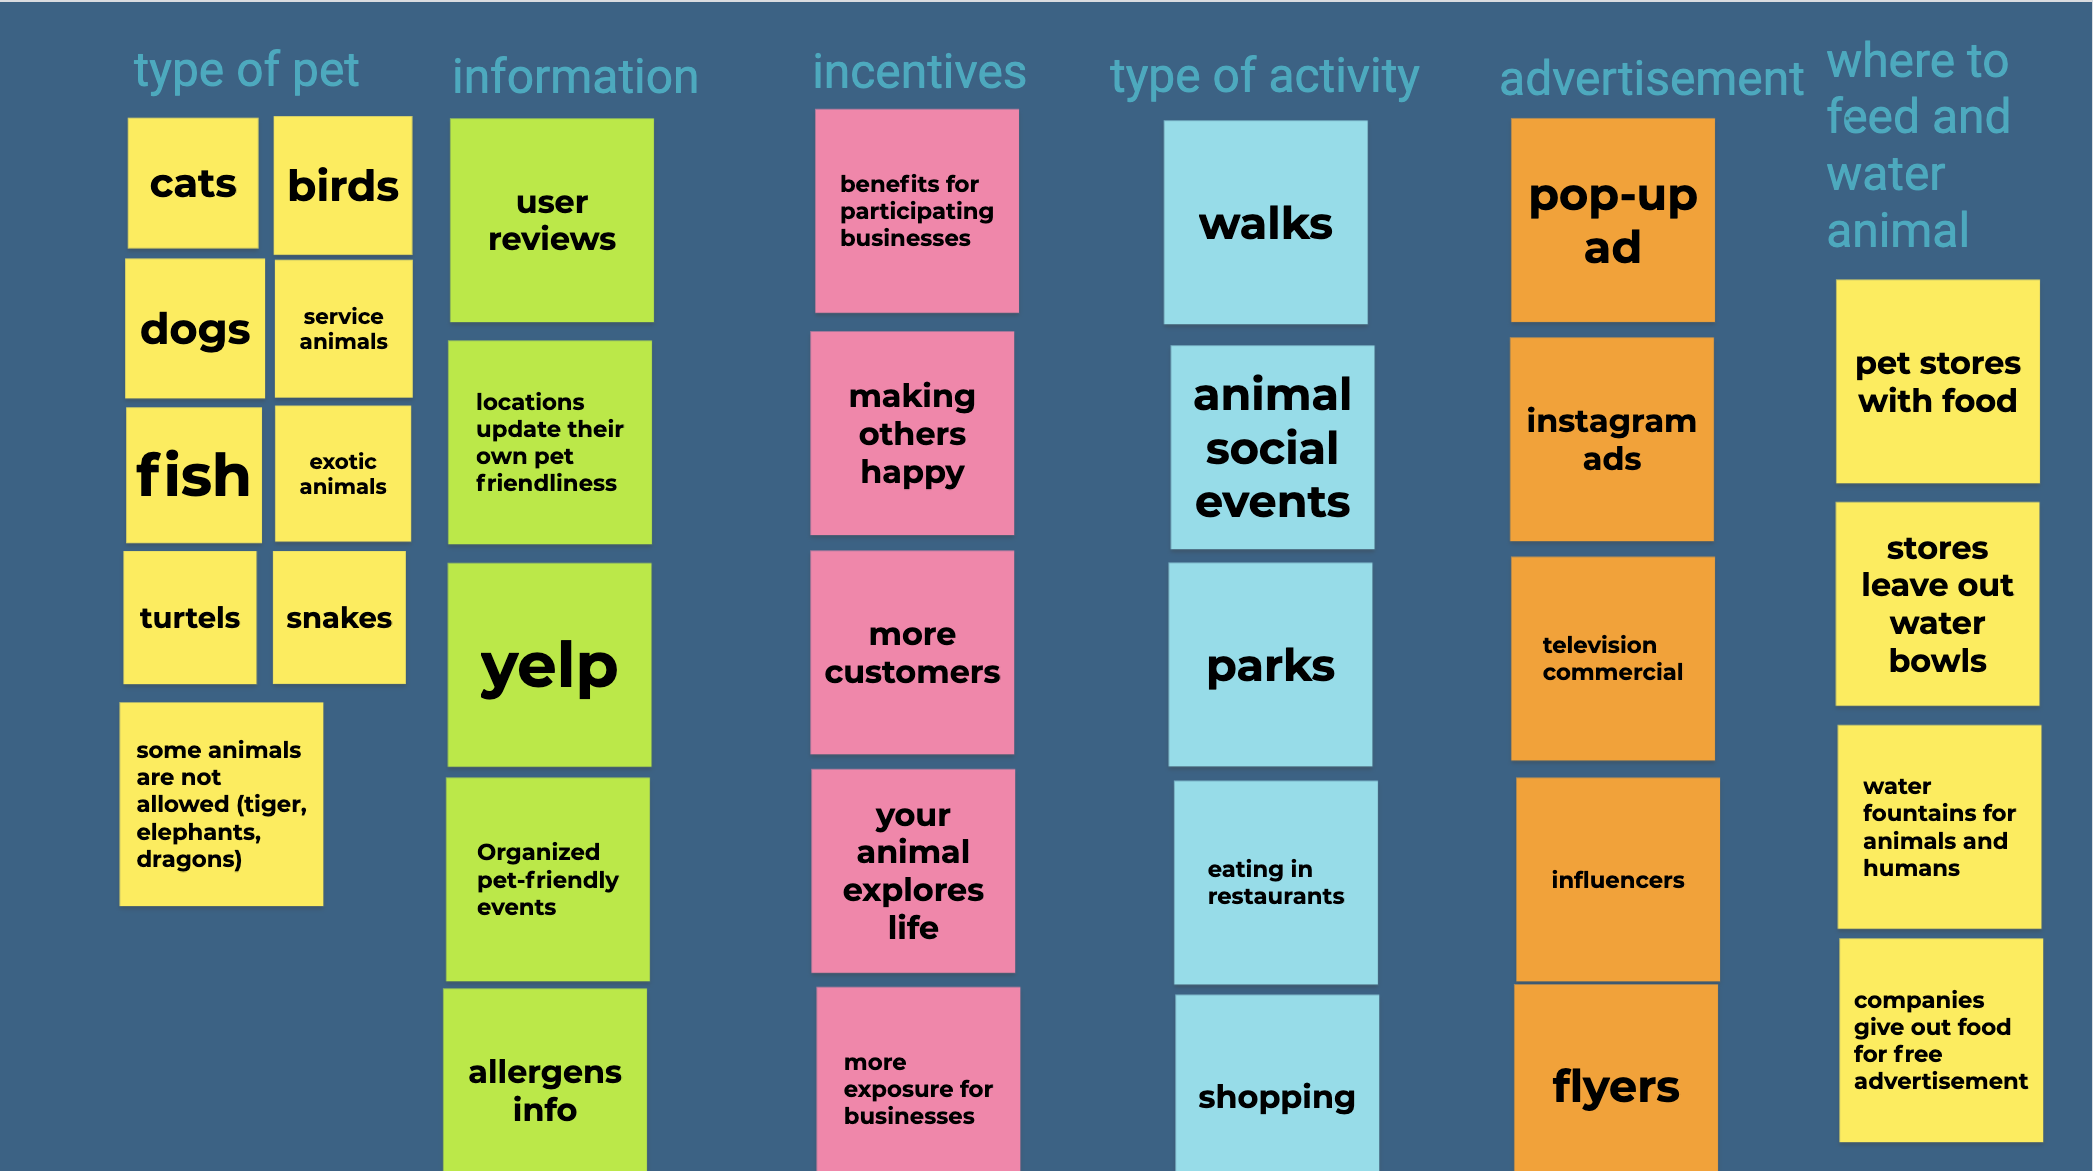 type of pet
cats
birds
dogs
service
animals
fish
exotic
animals
turtels
snakes
some animals
are not
allowed (tiger,
elephants,
dragons)
information
user
reviews
locations
update their
own pet
friendliness
yelp
Organized
pet-friendly
events
allergens
info
incentives
benefits for
participating
businesses
making
others
happy
more
customers
your
animal
explores
life
more
exposure for
businesses
type of activity
walks
animal
social
events
parks
eating in
restaurants
shopping
advertisement
pop-up
ad
instagram
ads
television
commercial
influencers
flyers
where to
feed and
water
animal
pet stores
with food
stores
leave out
water
bowls
water
fountains for
animals and
humans
companies
give out food
for free
advertisement